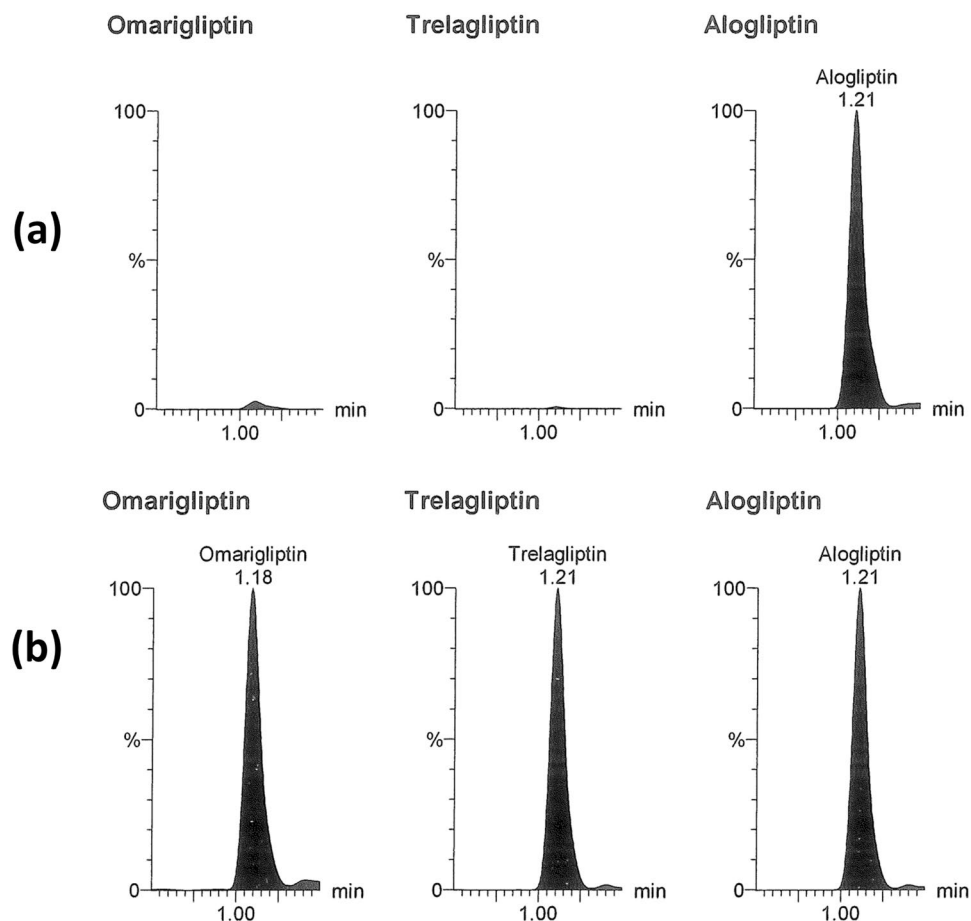 Omarigliptin Trelagliptin Alogliptin
Alogliptin
1.21
100 100 100
(a)
% % %
0 min 0 min 0 min
1.00 1.00 1.00
Omarigliptin Trelagliptin Alogliptin
Omarigliptin Trelagliptin Alogliptin
1.18 1.21 1.21
100 100 100
(b)
% % %
0 min 0 min 0 min
1.00 1.00 1.00